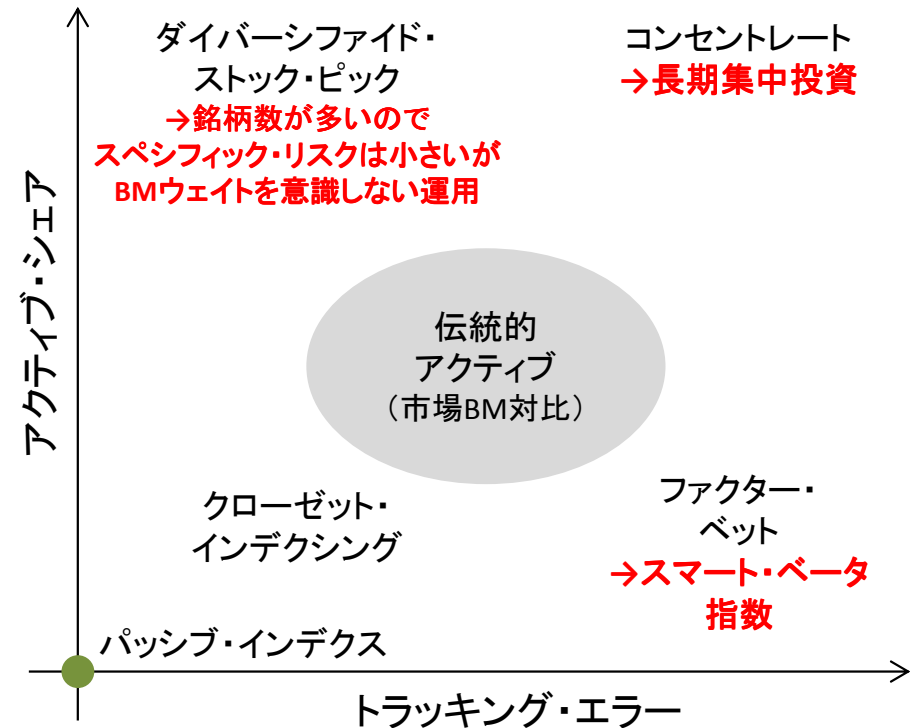 ダイバーシファイド・
ストック・ピック
→銘柄数が多いので
スペシフィック・リスクは小さいが
BMウェイトを意識しない運用
コンセントレート
→長期集中投資
アクティブ・シェア
伝統的
アクティブ
（市場BM対比）
クローゼット・
インデクシング
ファクター・
ベット
→スマート・ベータ
指数
パッシブ・インデクス
トラッキング・エラー